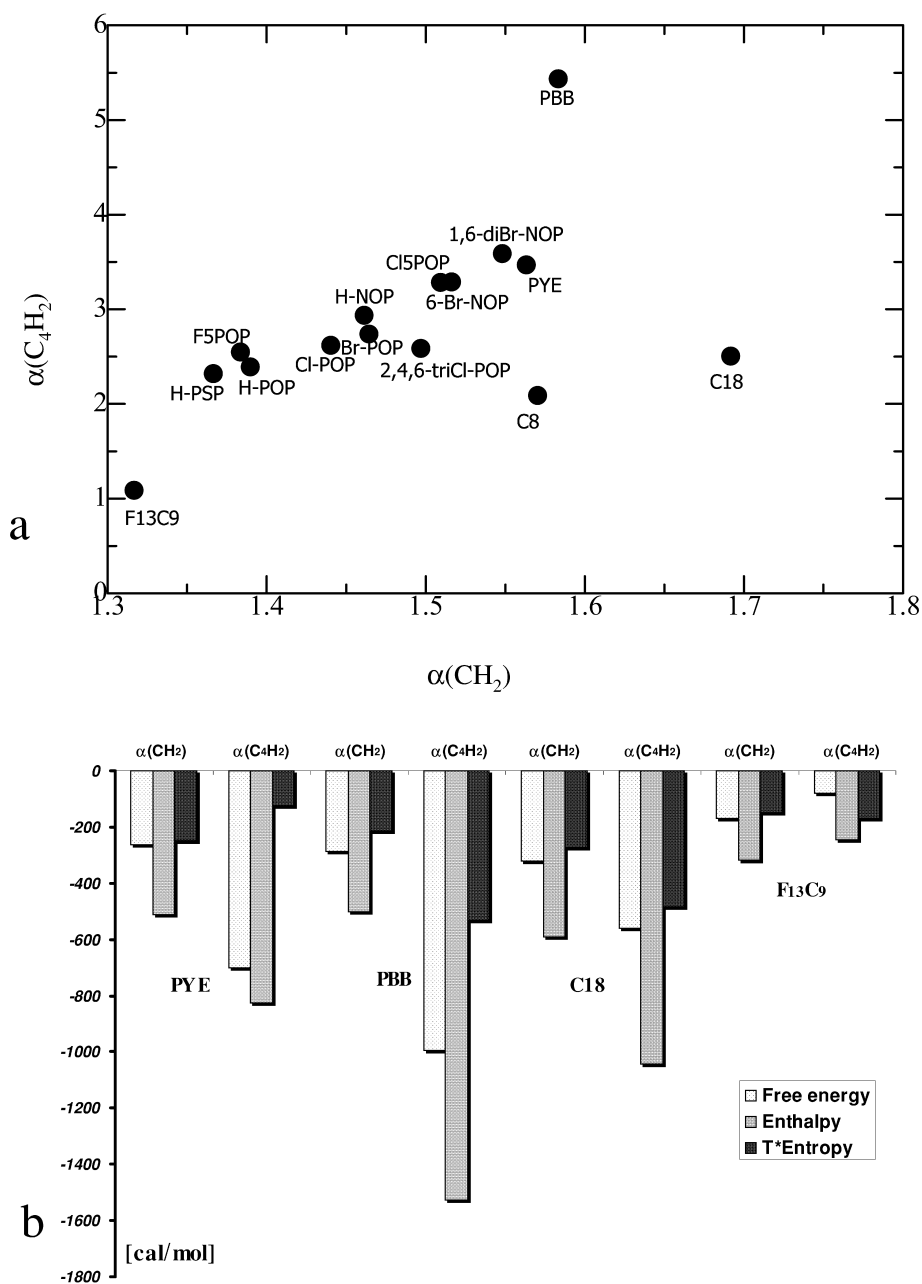 6
5
4
3
2
1
0
α(C4H2)
PBB
1,6-diBr-NOP
Cl5POP
PYE
6-Br-NOP
H-NOP
F5POP
Br-POP
Cl-POP
2,4,6-triCl-POP
H-PSP
H-POP
C18
C8
F13C9
a
1.3 1.4 1.5 1.6 1.7 1.8
α(CH2)
α(CH2) α(C4H2) α(CH2) α(C4H2) α(CH2) α(C4H2) α(CH2) α(C4H2)
0
-200
-400
-600
-800
-1000
-1200
-1400
-1600
-1800
F13C9
PYE PBB C18
Free energy
Enthalpy
T*Entropy
b
[cal/mol]